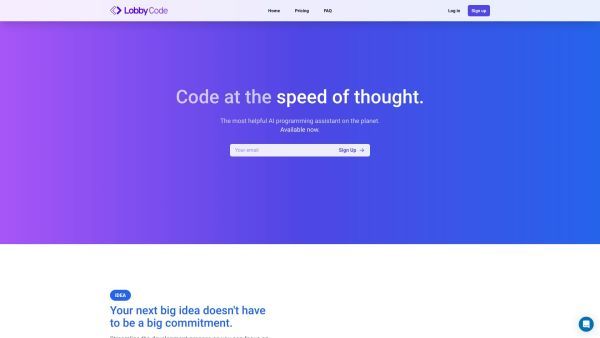 LobbyCode
Home Pricing FAQ
Log in Sign up
Code at the speed of thought.
The most helpful AI programming assistant on the planet.
Available now.
Your email Sign Up →
IDEA
Your next big idea doesn't have
to be a big commitment.